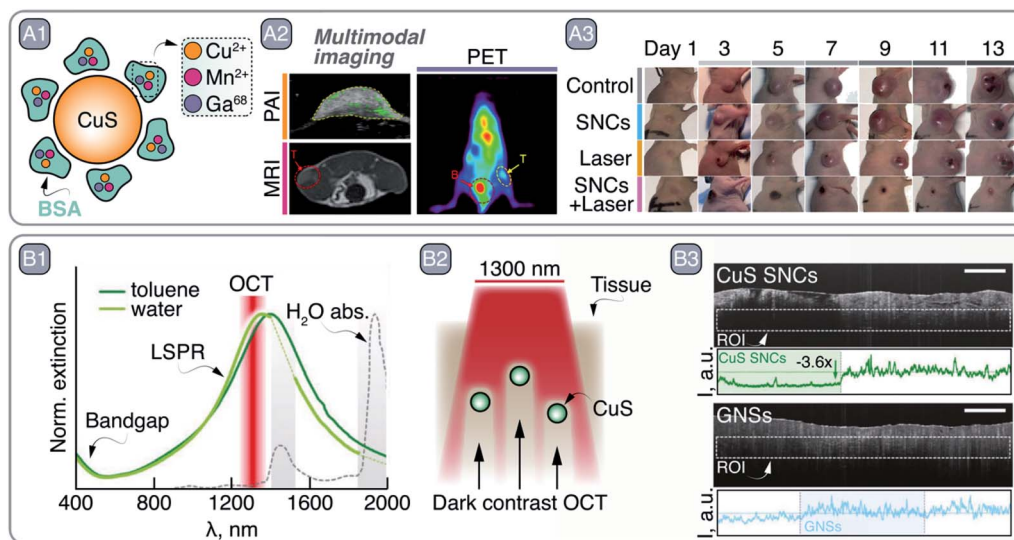 A1
Cu²⁺
Mn²⁺
Ga⁶⁸
CuS
BSA
A2
Multimodal
imaging
PET
PAI
MRI
T
B
T
A3
Day 1 3 5 7 9 11 13
Control
SNCs
Laser
SNCs
+Laser
B1
toluene
water
OCT
H₂O abs.
LSPR
Bandgap
Norm. extinction
400 800 1200 1600 2000
λ, nm
B2
1300 nm
Tissue
CuS
Dark contrast OCT
B3
CuS SNCs
ROI
CuS SNCs
-3.6x
I, a.u.
GNSs
ROI
GNSs
I, a.u.